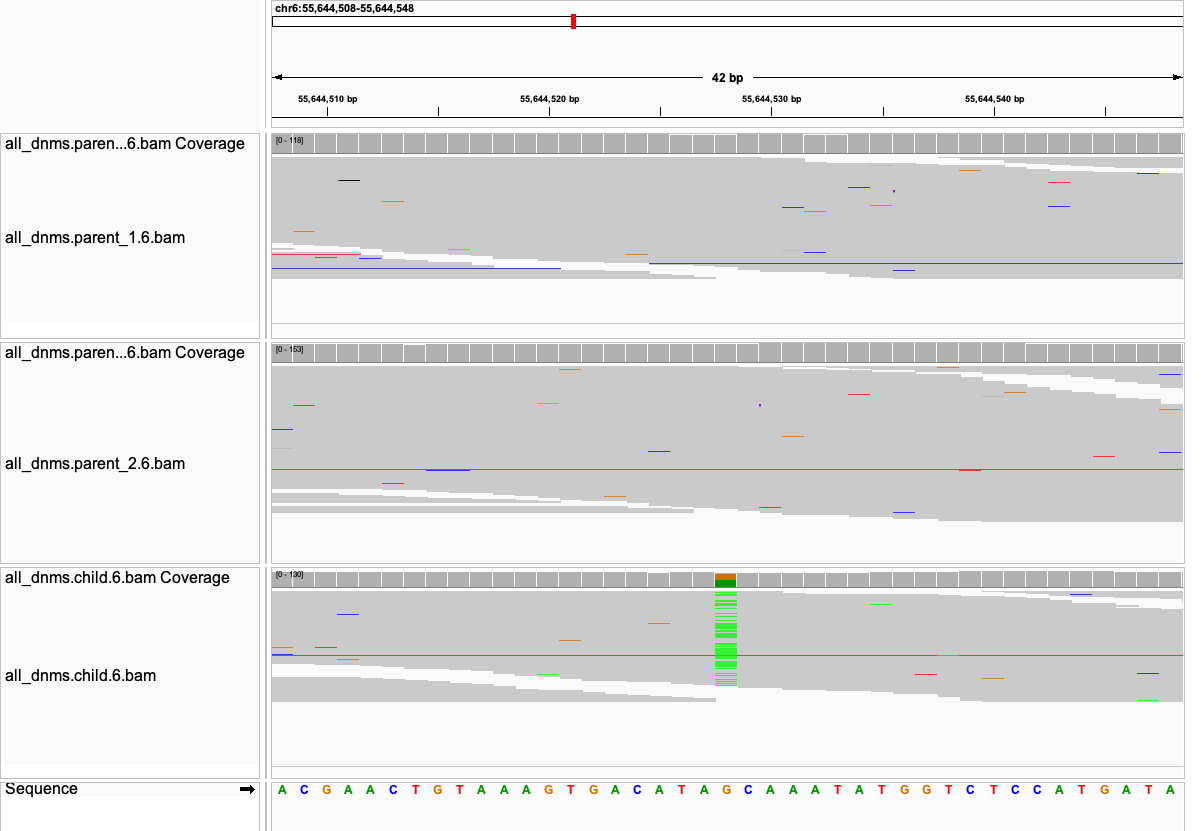 chr6:55,644,508-55,644,548
42 bp
55,644,510 bp 55,644,520 bp 55,644,530 bp 55,644,540 bp
all_dnms.paren...6.bam Coverage
[0 - 118]
all_dnms.parent_1.6.bam
all_dnms.paren...6.bam Coverage
[0 - 153]
all_dnms.parent_2.6.bam
all_dnms.child.6.bam Coverage
[0 - 130]
all_dnms.child.6.bam
Sequence A C G A A C T G T A A A G T G A C A T A G C A A A T A T G G T C T C C A T G A T A